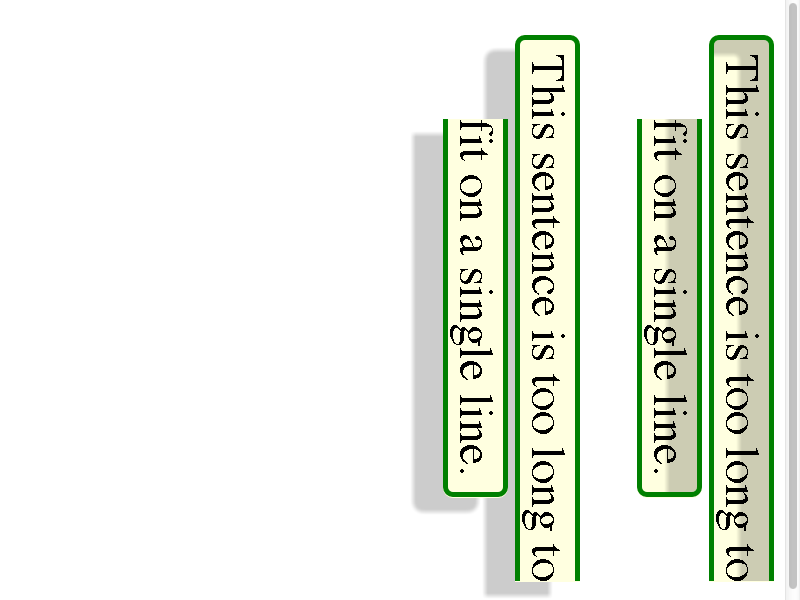 This sentence is too long to
fit on a single line.
This sentence is too long to
fit on a single line.